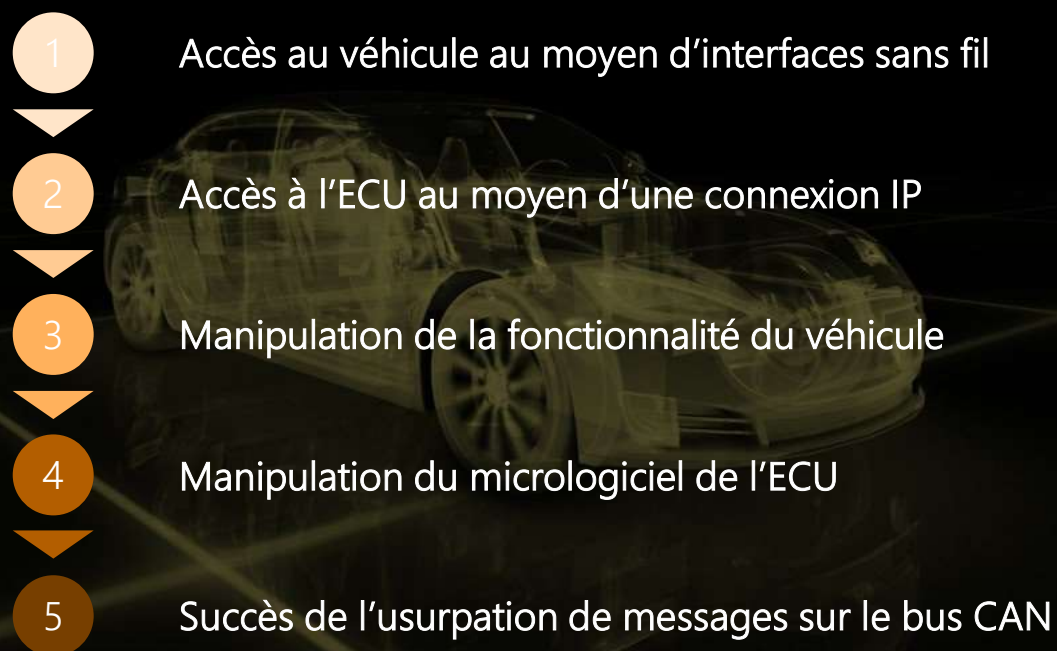 1
Accès au véhicule au moyen d’interfaces sans fil
2
Accès à l’ECU au moyen d’une connexion IP
3
Manipulation de la fonctionnalité du véhicule
4
Manipulation du micrologiciel de l’ECU
5
Succès de l’usurpation de messages sur le bus CAN